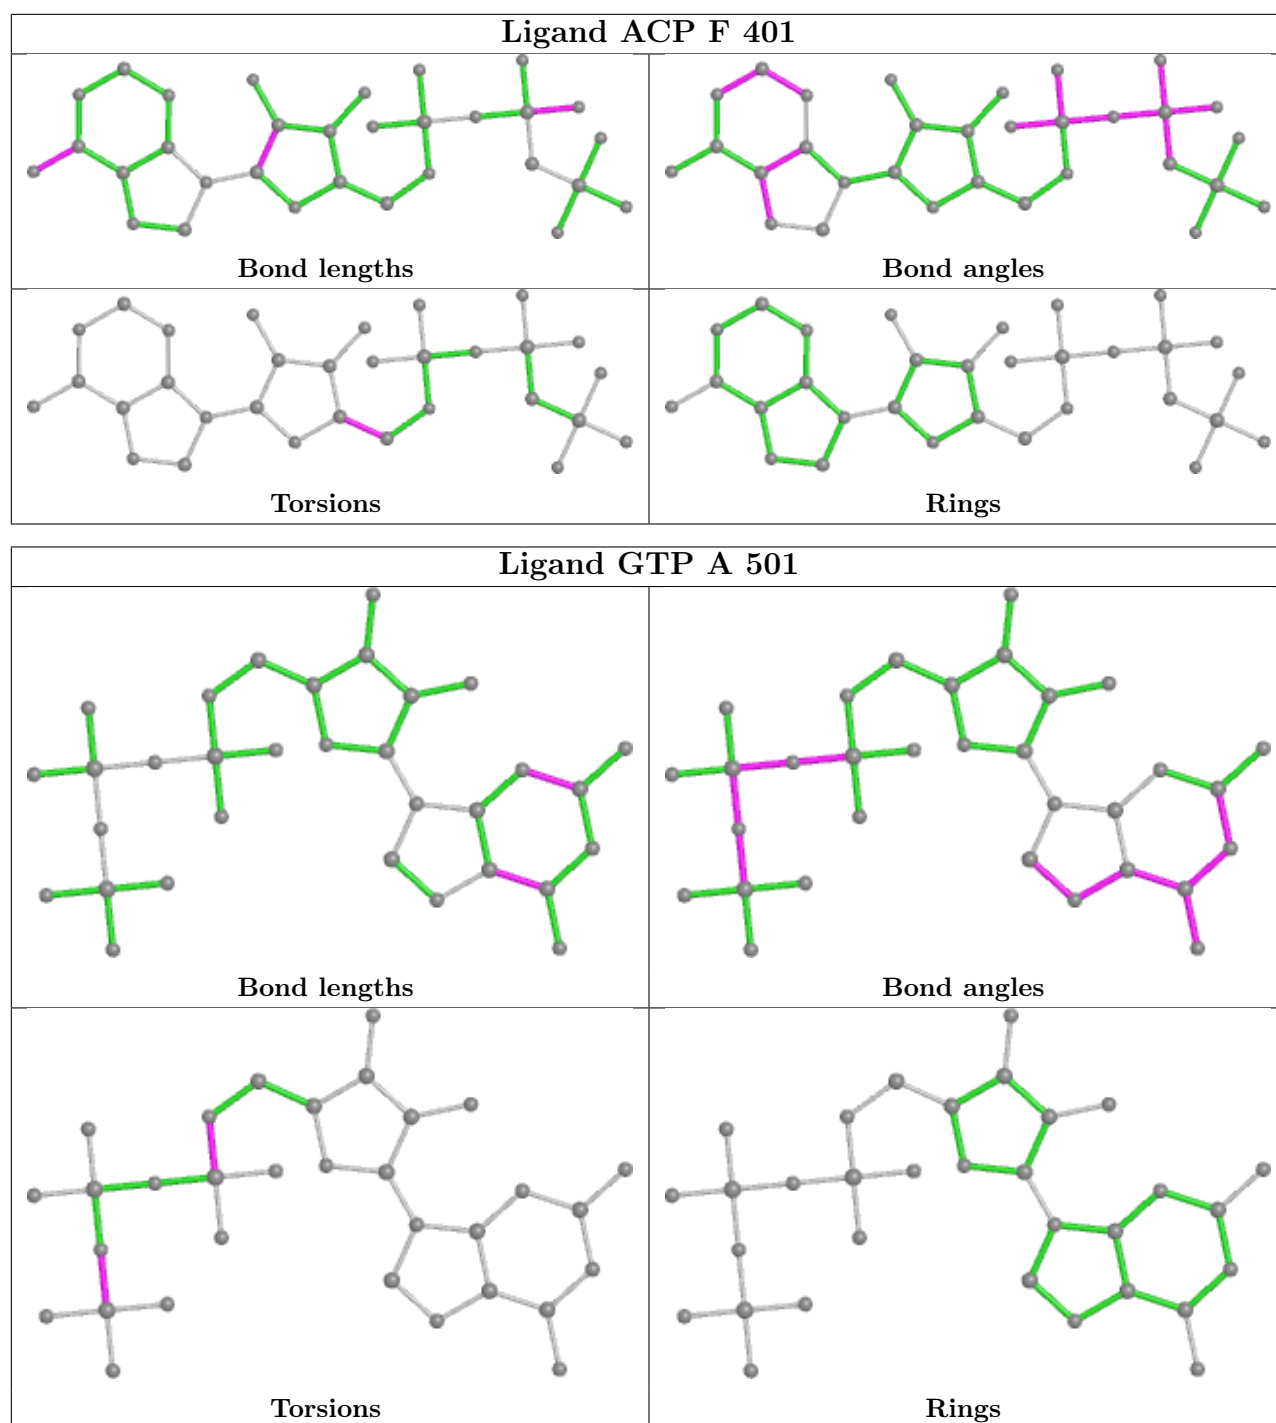 Ligand ACP F 401
Bond lengths
Bond angles
Torsions
Rings
Ligand GTP A 501
Bond lengths
Bond angles
Torsions
Rings